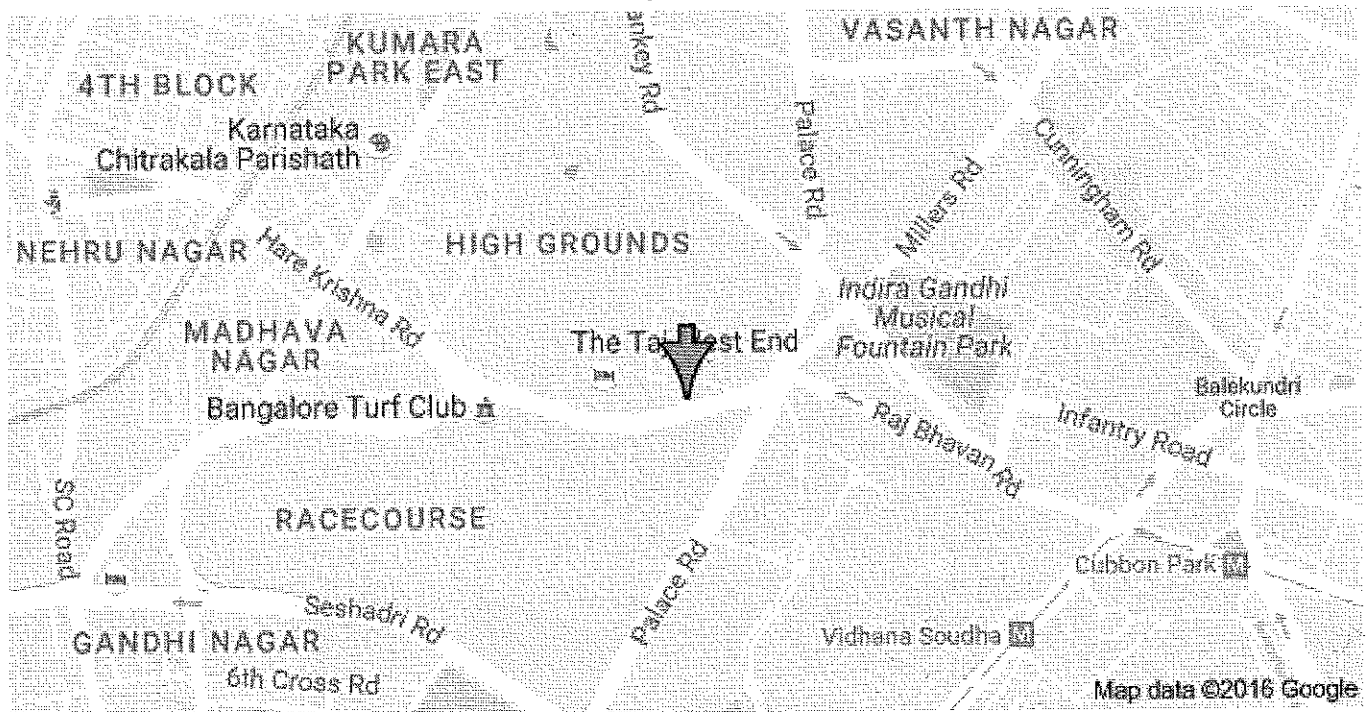 VASANTH NAGAR
KUMARA
PARK EAST
ankey Rd
4TH BLOCK
Karnataka
Chitrakala Parishath
Palace Rd
Millers Rd
Cunningham Rd
NEHRU NAGAR
Hare Krishna Rd
HIGH GROUNDS
Indira Gandhi
Musical
Fountain Park
MADHAVA
NAGAR
The Taj West End
Bangalore Turf Club
Balekundri
Circle
Raj Bhavan Rd
Infantry Road
SC Road
RACECOURSE
Palace Rd
Cubbon Park
Seshadri Rd
Vidhana Soudha
GANDHI NAGAR
6th Cross Rd
Map data ©2016 Google